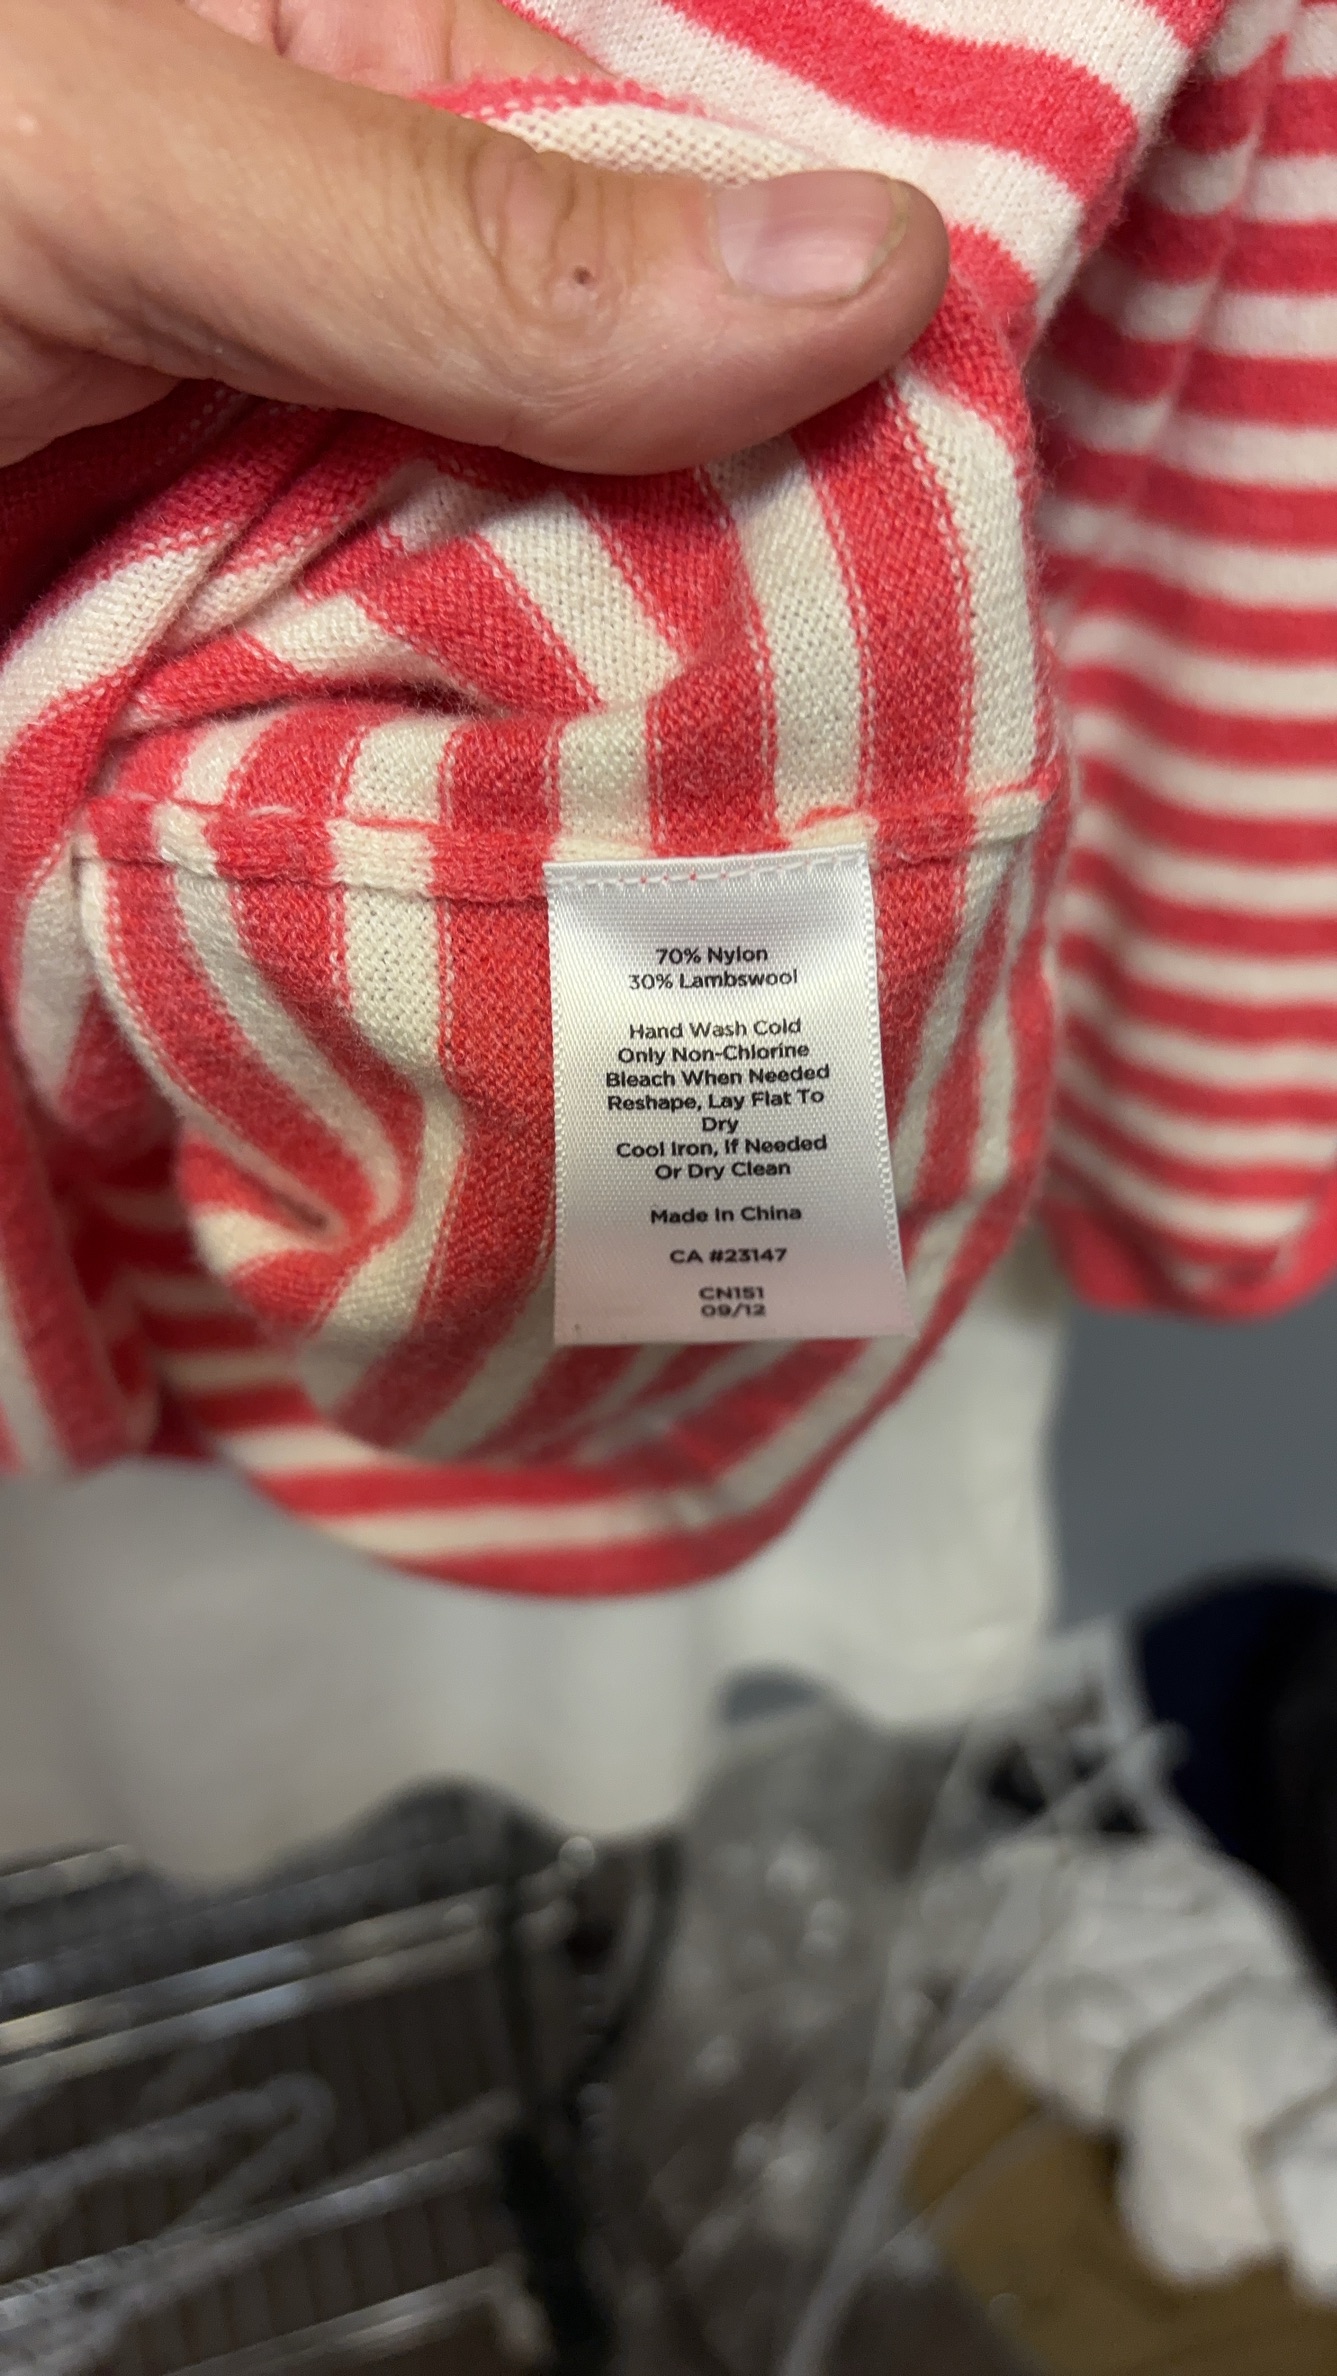 70% Nylon
30% Lambswool
Hand Wash Cold
Only Non-Chlorine
Bleach When Needed
Reshape, Lay Flat To
Dry
Cool Iron, If Needed
Or Dry Clean
Made In China
CA #23147
CN151
09/12